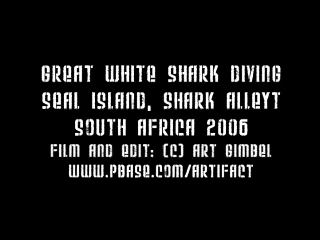 GREAT WHITE SHARK DIVING
SEAL ISLAND, SHARK ALLEYT
SOUTH AFRICA 2006
FILM AND EDIT: (C) ART GIMBEL
WWW.PBASE.COM/ARTIFACT